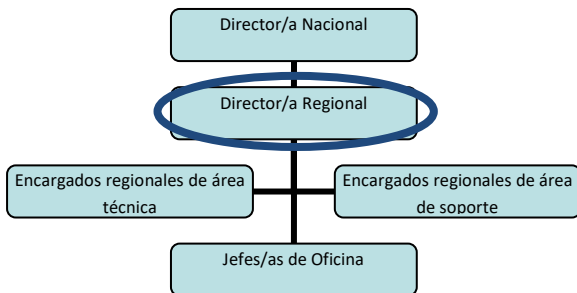 Director/a Nacional
Director/a Regional
Encargados regionales de área
técnica
Encargados regionales de área
de soporte
Jefes/as de Oficina